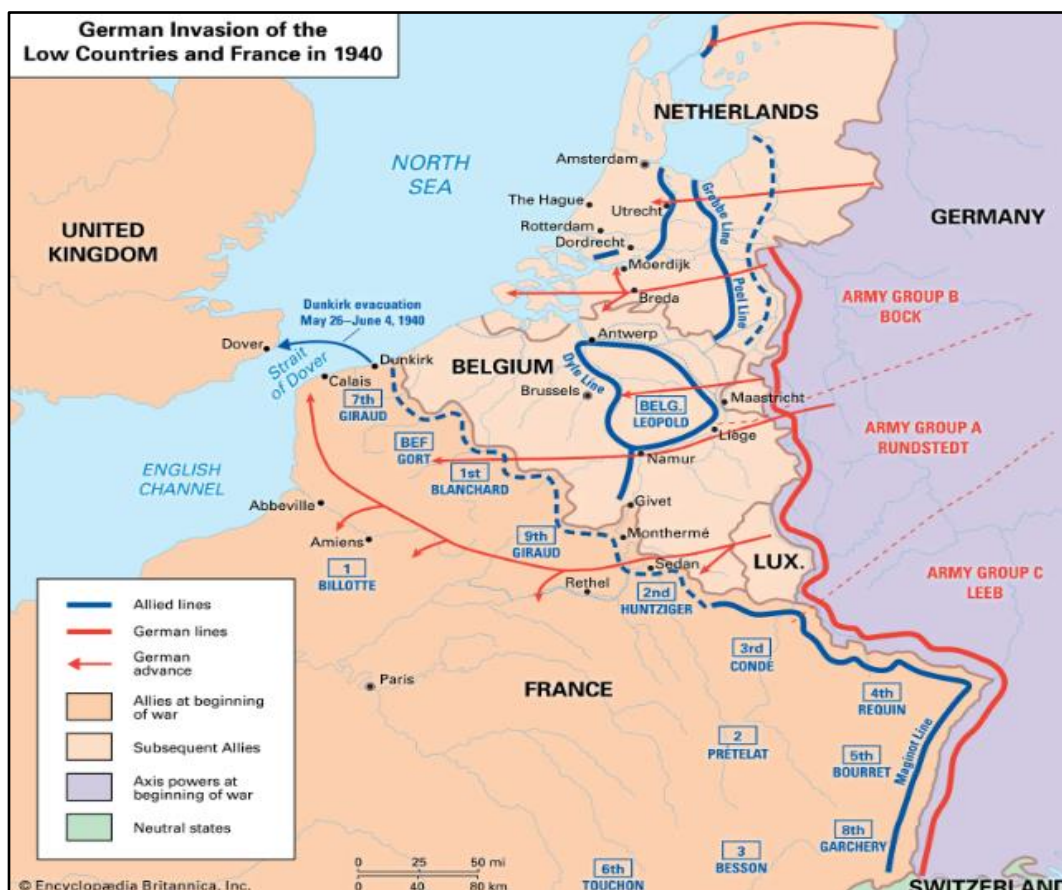 German Invasion of the
Low Countries and France in 1940
NETHERLANDS
NORTH
SEA
Amsterdam
The Hague
Utrecht
Grebbe Line
GERMANY
UNITED
KINGDOM
Rotterdam
Dordrecht
Moerdijk
Breda
Peel Line
ARMY GROUP B
BOCK
Dunkirk evacuation
May 26–June 4, 1940
Dover
Strait
of Dover
Dunkirk
Calais
Antwerp
BELGIUM
Dyle Line
Brussels
BELG.
LEOPOLD
Maastricht
Liège
7th
GIRAUD
BEF
GORT
1st
BLANCHARD
Namur
ARMY GROUP A
RUNDSTEDT
ENGLISH
CHANNEL
Abbeville
Amiens
Givet
Monthermé
9th
GIRAUD
1
BILLOTTE
Sedan
Rethel
LUX.
2nd
HUNTZIGER
ARMY GROUP C
LEEB
Allied lines
German lines
German
advance
Allies at beginning
of war
Subsequent Allies
Axis powers at
beginning of war
Neutral states
Paris
FRANCE
3rd
CONDÉ
4th
REQUIN
2
PRÉTELAT
5th
BOURRET
Maginot Line
8th
GARCHERY
3
BESSON
6th
TOUCHON
0 25 50 mi
0 40 80 km
SWITZERLAND
© Encyclopædia Britannica, Inc.